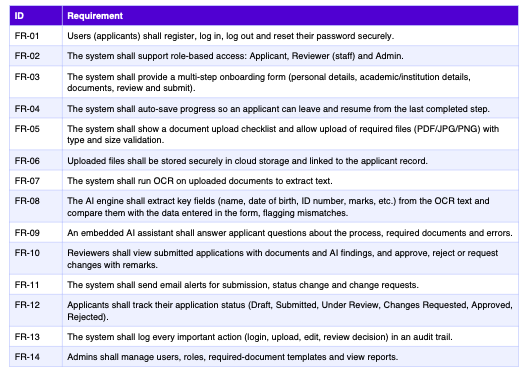 ID Requirement
FR-01 Users (applicants) shall register, log in, log out and reset their password securely.
FR-02 The system shall support role-based access: Applicant, Reviewer (staff) and Admin.
FR-03 The system shall provide a multi-step onboarding form (personal details, academic/institution details,
documents, review and submit).
FR-04 The system shall auto-save progress so an applicant can leave and resume from the last completed step.
FR-05 The system shall show a document upload checklist and allow upload of required files (PDF/JPG/PNG) with
type and size validation.
FR-06 Uploaded files shall be stored securely in cloud storage and linked to the applicant record.
FR-07 The system shall run OCR on uploaded documents to extract text.
FR-08 The AI engine shall extract key fields (name, date of birth, ID number, marks, etc.) from the OCR text and
compare them with the data entered in the form, flagging mismatches.
FR-09 An embedded AI assistant shall answer applicant questions about the process, required documents and errors.
FR-10 Reviewers shall view submitted applications with documents and AI findings, and approve, reject or request
changes with remarks.
FR-11 The system shall send email alerts for submission, status change and change requests.
FR-12 Applicants shall track their application status (Draft, Submitted, Under Review, Changes Requested, Approved,
Rejected).
FR-13 The system shall log every important action (login, upload, edit, review decision) in an audit trail.
FR-14 Admins shall manage users, roles, required-document templates and view reports.